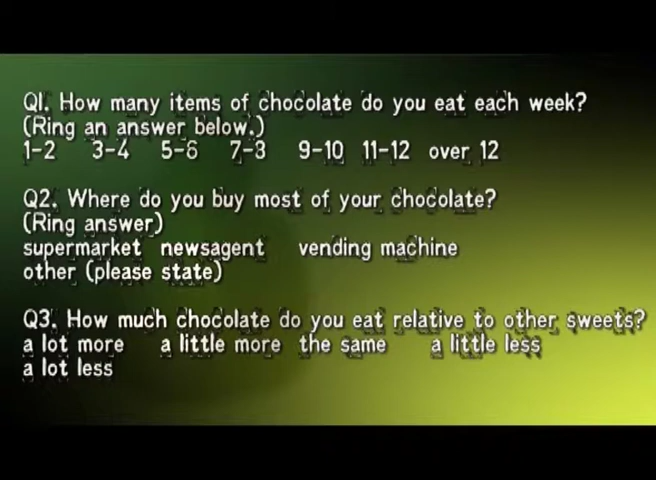 Q1. How many items of chocolate do you eat each week?
(Ring an answer below.)
1-2 3-4 5-6 7-8 9-10 11-12 over 12
Q2. Where do you buy most of your chocolate?
(Ring answer)
supermarket newsagent vending machine
other (please state)
Q3. How much chocolate do you eat relative to other sweets?
a lot more a little more the same a little less
a lot less